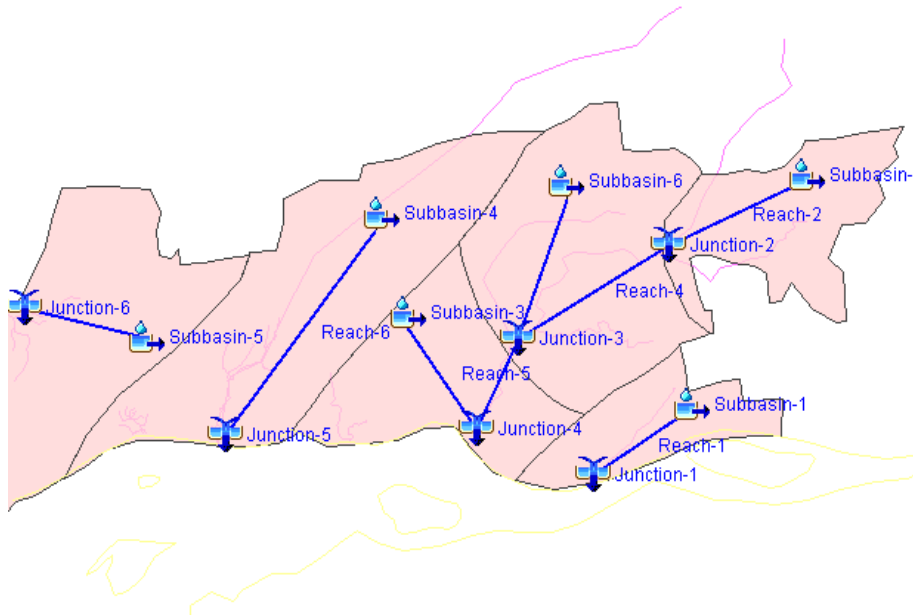 Subbasin-6
Subbasin-
Reach-2
Subbasin-4
Junction-2
Reach-4
Junction-6
Subbasin-3
Reach-6
Subbasin-5
Junction-3
Reach-5
Subbasin-1
Junction-5
Junction-4
Reach-1
Junction-1